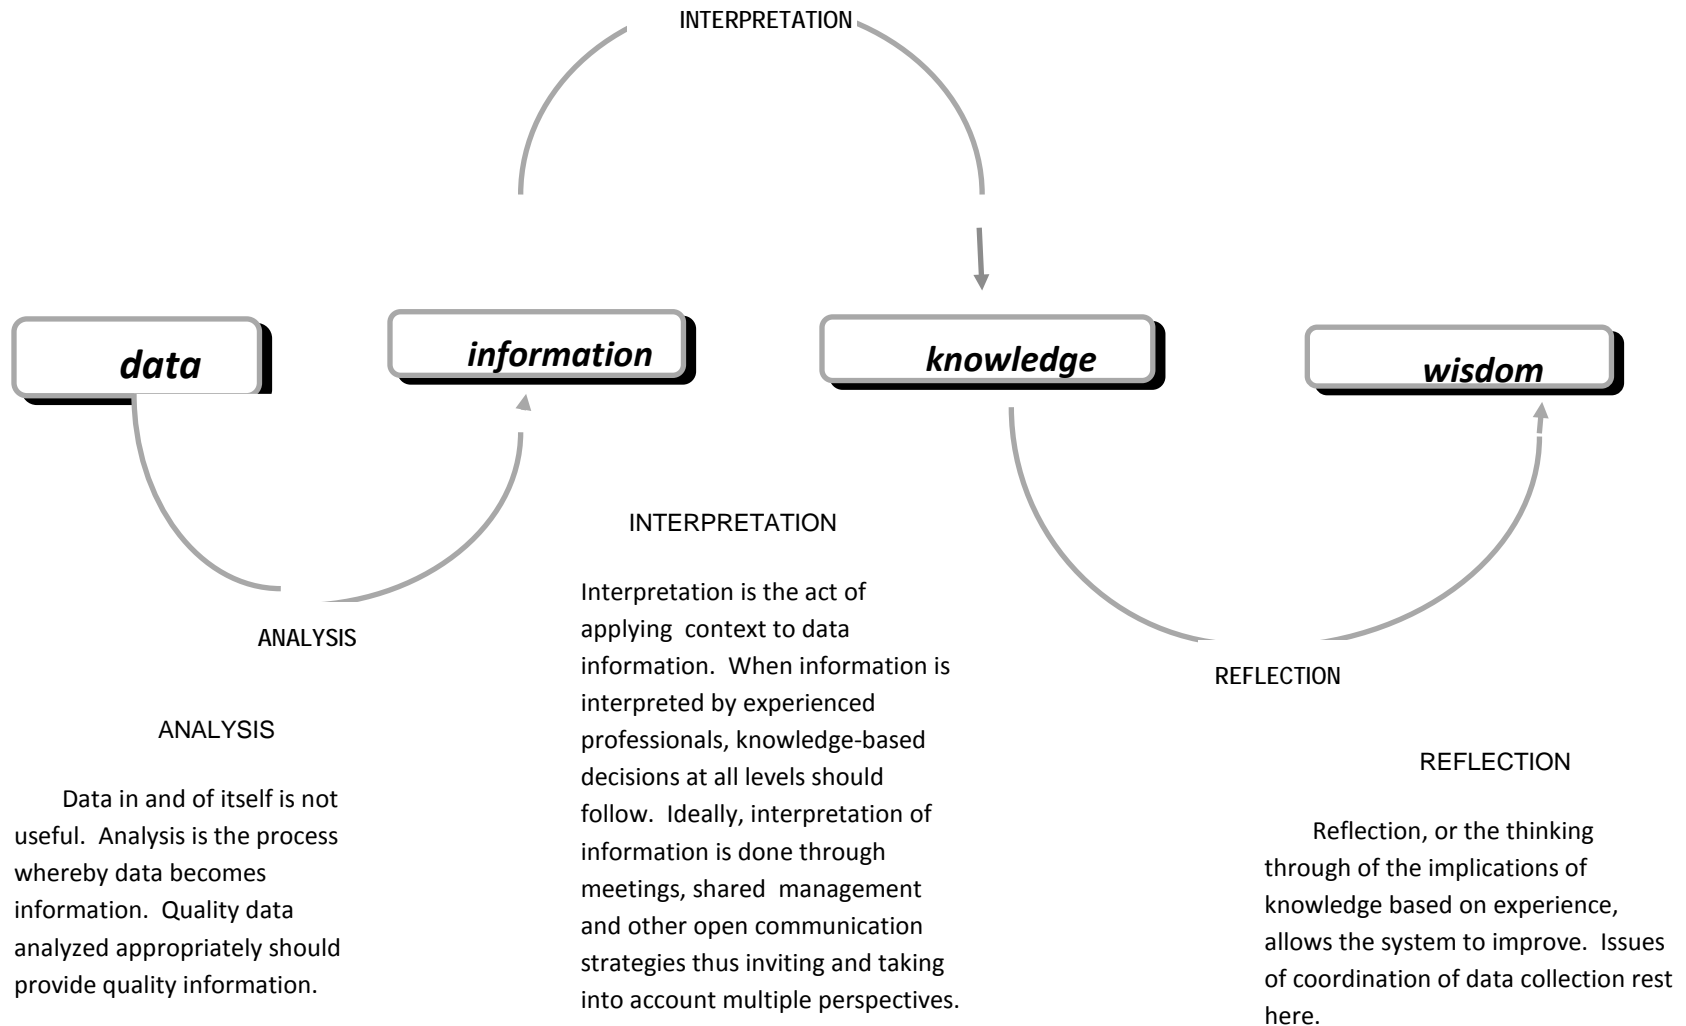 INTERPRETATION
data
information
knowledge
wisdom
ANALYSIS
REFLECTION
ANALYSIS
Data in and of itself is not
useful.  Analysis is the process
whereby data becomes
information.  Quality data
analyzed appropriately should
provide quality information.
INTERPRETATION
Interpretation is the act of
applying  context to data
information.  When information is
interpreted by experienced
professionals, knowledge-based
decisions at all levels should
follow.  Ideally, interpretation of
information is done through
meetings, shared  management
and other open communication
strategies thus inviting and taking
into account multiple perspectives.
REFLECTION
Reflection, or the thinking
through of the implications of
knowledge based on experience,
allows the system to improve.  Issues
of coordination of data collection rest
here.